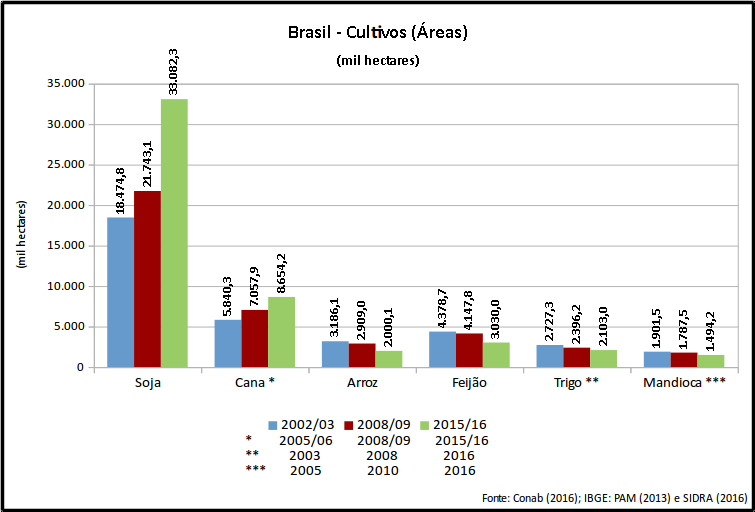 Brasil - Cultivos (Áreas)
(mil hectares)
35.000
30.000
25.000
20.000
15.000
10.000
5.000
0
(mil hectares)
18.474,8
21.743,1
33.082,3
5.840,3
7.057,9
8.654,2
3.186,1
2.909,0
2.000,1
4.378,7
4.147,8
3.030,0
2.727,3
2.396,2
2.103,0
1.901,5
1.787,5
1.494,2
Soja Cana * Arroz Feijão Trigo ** Mandioca ***
2002/03 2008/09 2015/16
* 2005/06 2008/09 2015/16
** 2003 2008 2016
*** 2005 2010 2016
Fonte: Conab (2016); IBGE: PAM (2013) e SIDRA (2016)